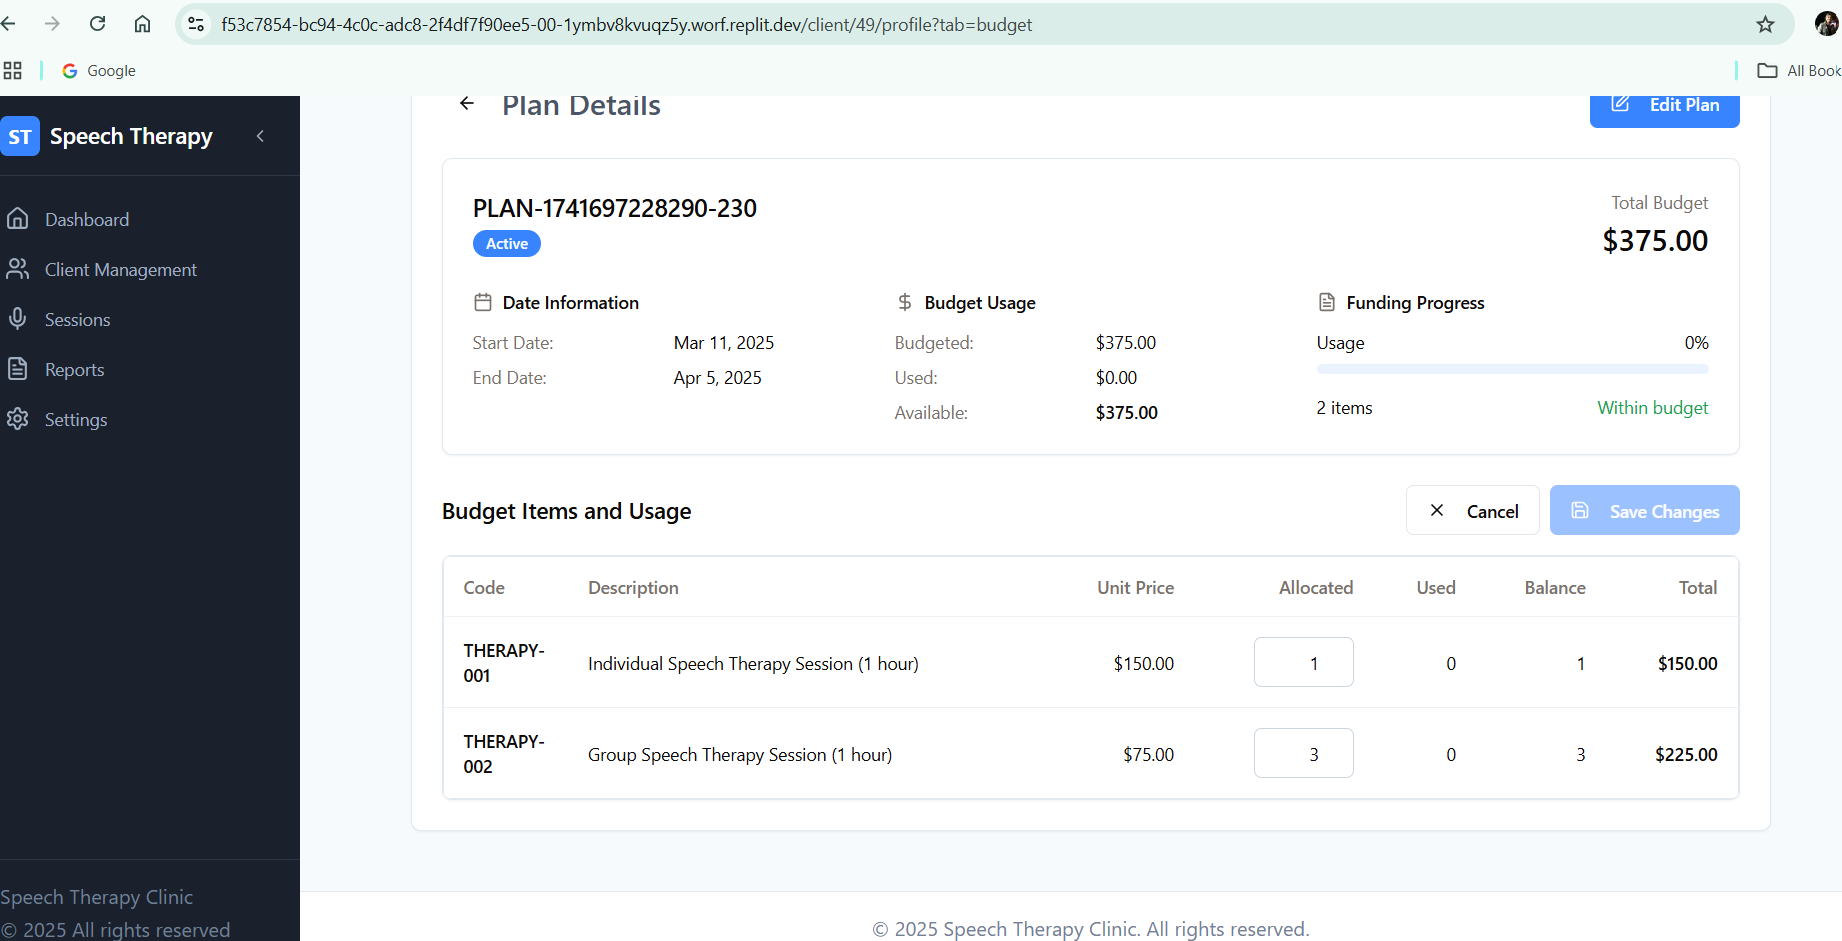 f53c7854-bc94-4c0c-adc8-2f4df7f90ee5-00-1ymbv8kvuqz5y.worf.replit.dev/client/49/profile?tab=budget
Google
All Book
ST Speech Therapy
Dashboard
Client Management
Sessions
Reports
Settings
Speech Therapy Clinic
© 2025 All rights reserved
Plan Details
Edit Plan
PLAN-1741697228290-230
Active
Total Budget
$375.00
Date Information
Start Date: Mar 11, 2025
End Date: Apr 5, 2025
Budget Usage
Budgeted: $375.00
Used: $0.00
Available: $375.00
Funding Progress
Usage 0%
2 items Within budget
Budget Items and Usage
Cancel
Save Changes
Code Description Unit Price Allocated Used Balance Total
THERAPY-
001
Individual Speech Therapy Session (1 hour) $150.00 1 0 1 $150.00
THERAPY-
002
Group Speech Therapy Session (1 hour) $75.00 3 0 3 $225.00
© 2025 Speech Therapy Clinic. All rights reserved.